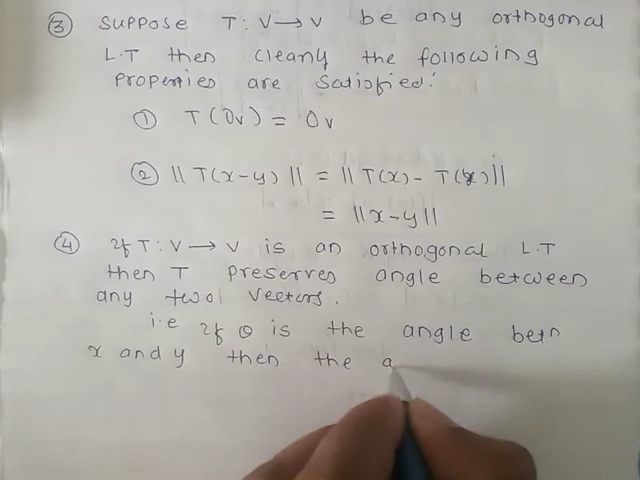 ③ Suppose T: V→V be any orthogonal
L.T then clearly the following
properties are satisfied:
① T(0v) = 0v
② ||T(x-y)|| = ||T(x) - T(y)||
= ||x-y||
④ If T: V→V is an orthogonal L.T
then T preserves angle between
any two vectors.
i.e If θ is the angle betn
x and y then the a